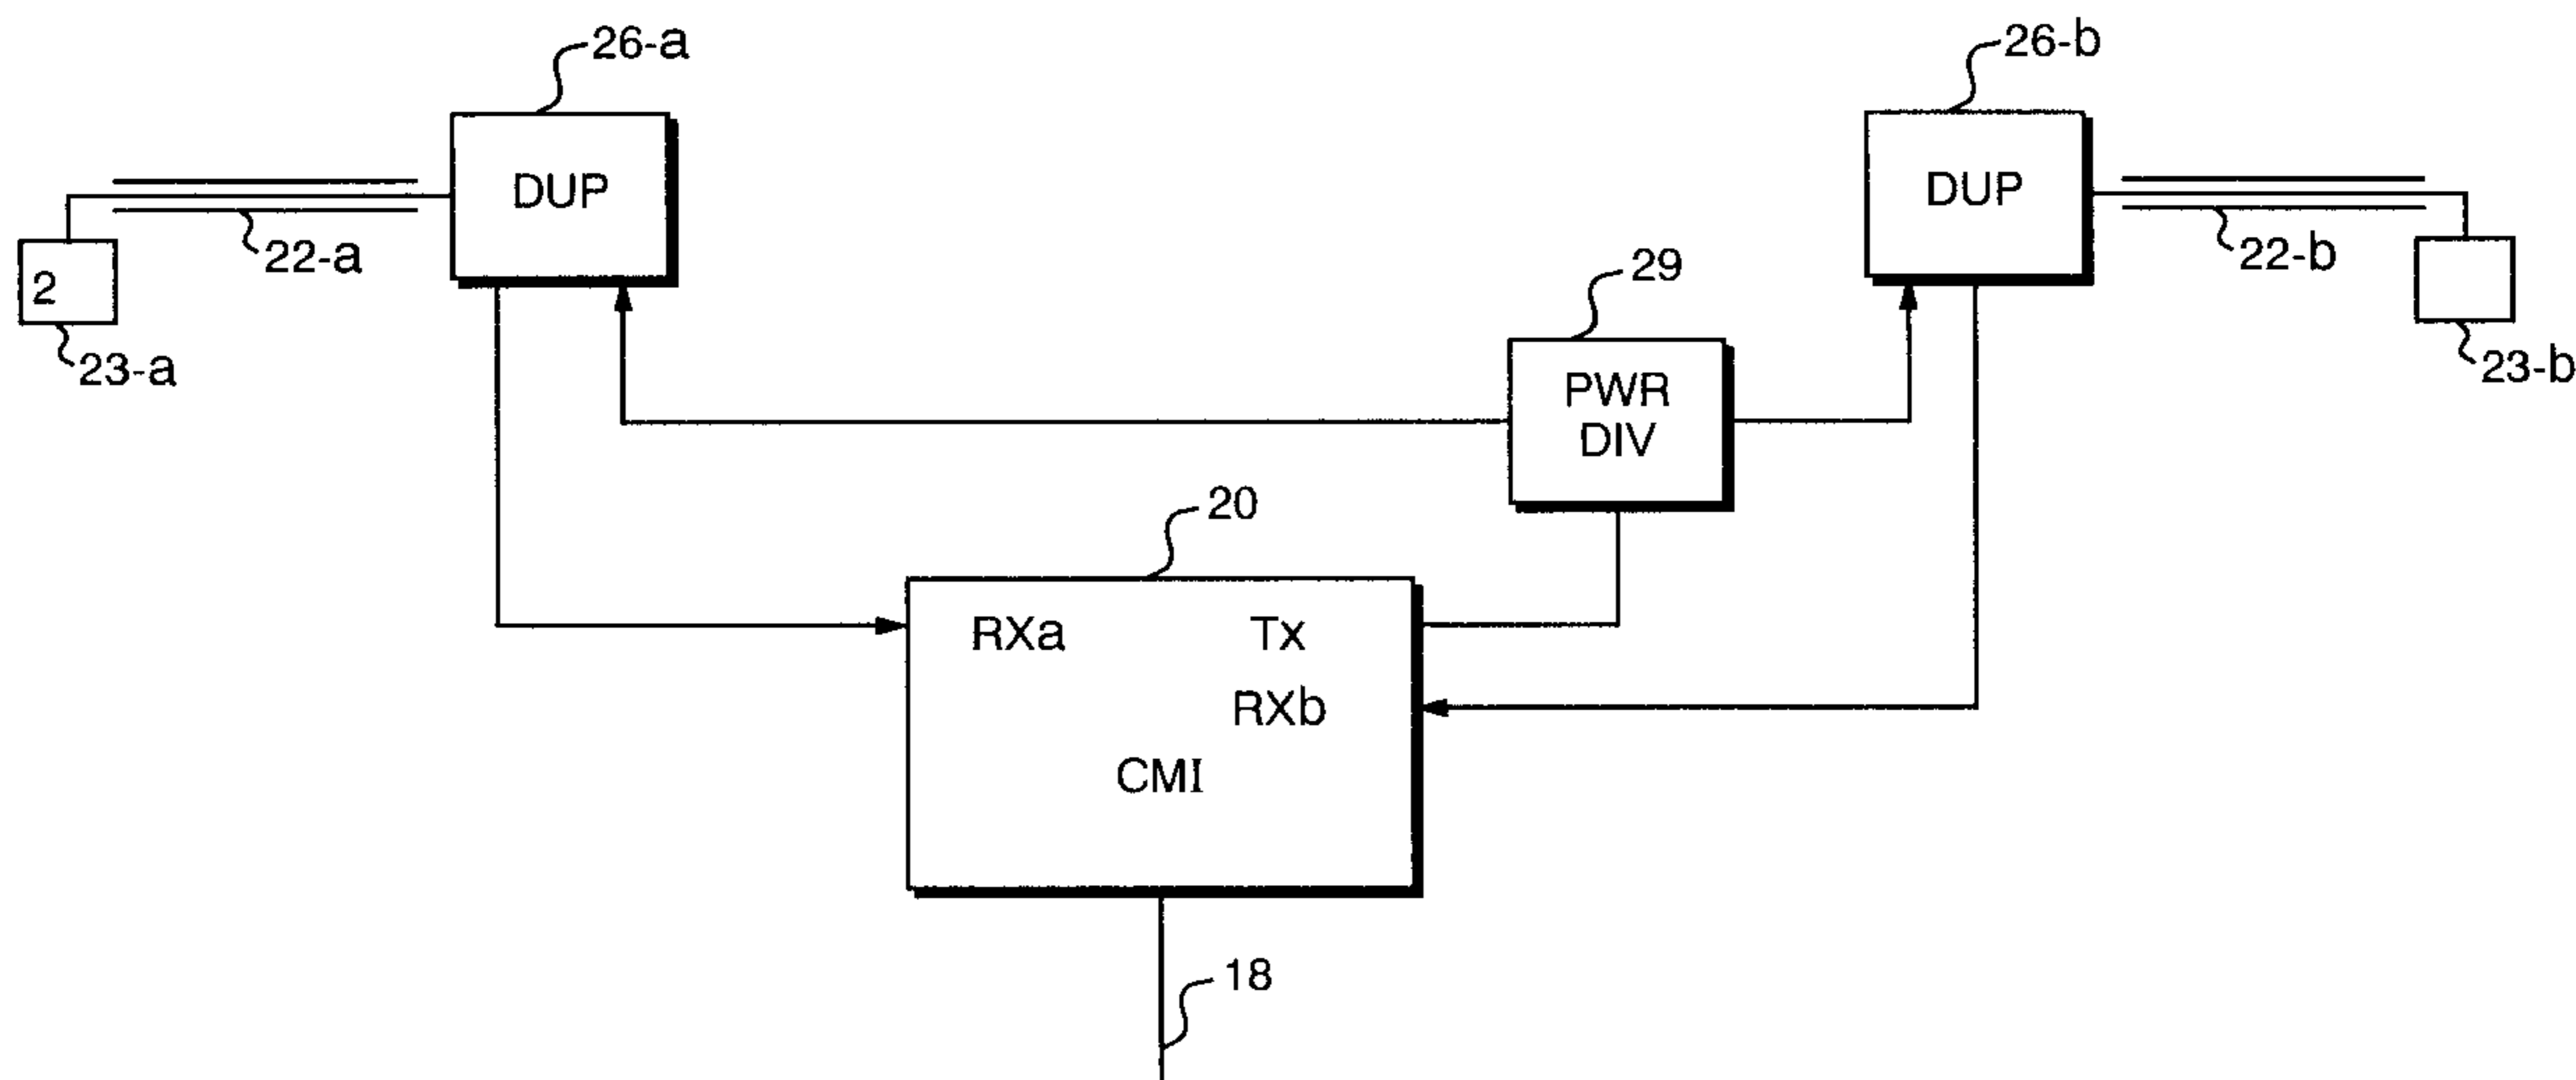 26-a
26-b
DUP
DUP
22-a
22-b
2
29
23-a
23-b
PWR
DIV
20
RXa
Tx
RXb
CMI
18